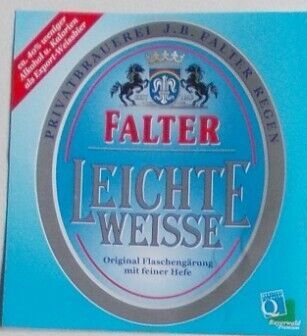 ca. 40% weniger
Alkohol u. Kalorien
als Export-Weissbier
PRIVATBRAUEREI J.B. FALTER REGEN
FALTER
LEICHTE
WEISSE
Original Flaschengärung
mit feiner Hefe
Bayerwald